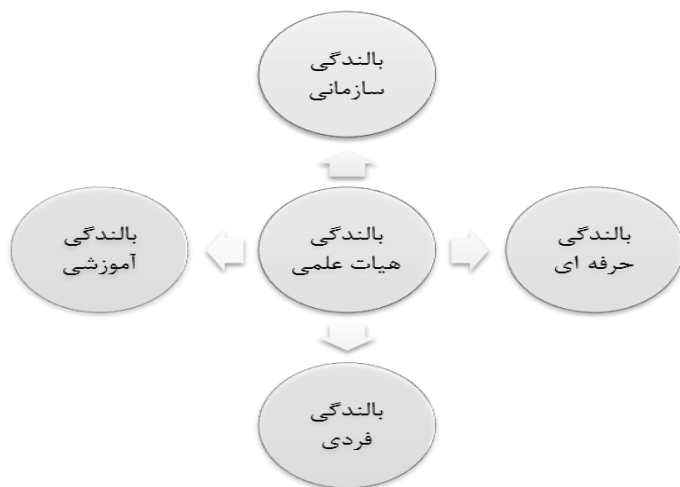 بالندگی
سازمانی
بالندگی
حرفه ای
بالندگی
هیات علمی
بالندگی
آموزشی
بالندگی
فردی